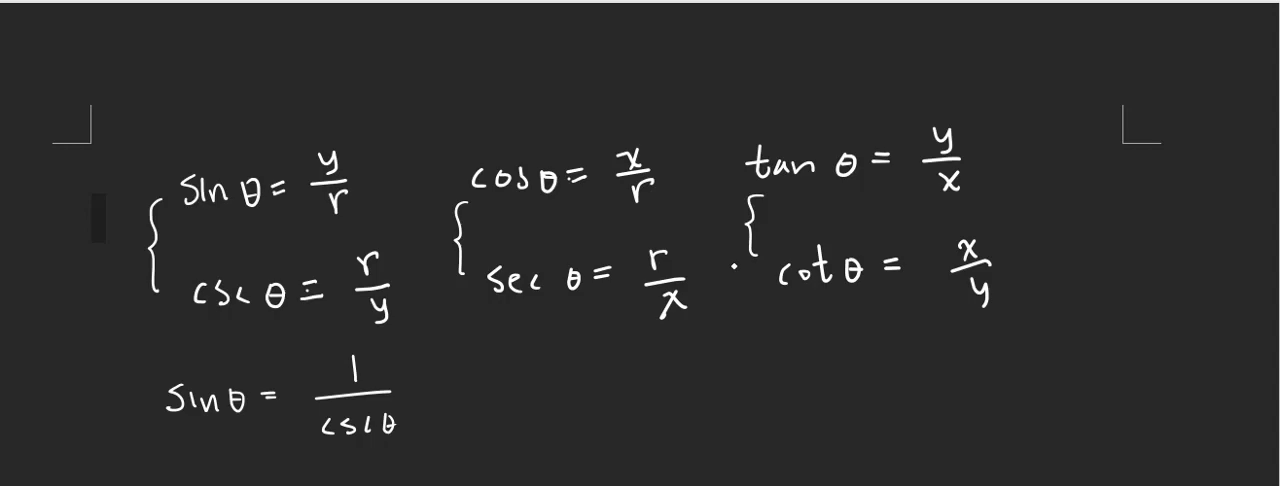 sin θ = y/r    cos θ = x/r    tan θ = y/x
csc θ = r/y    sec θ = r/x    cot θ = x/y
sin θ = 1/csc θ